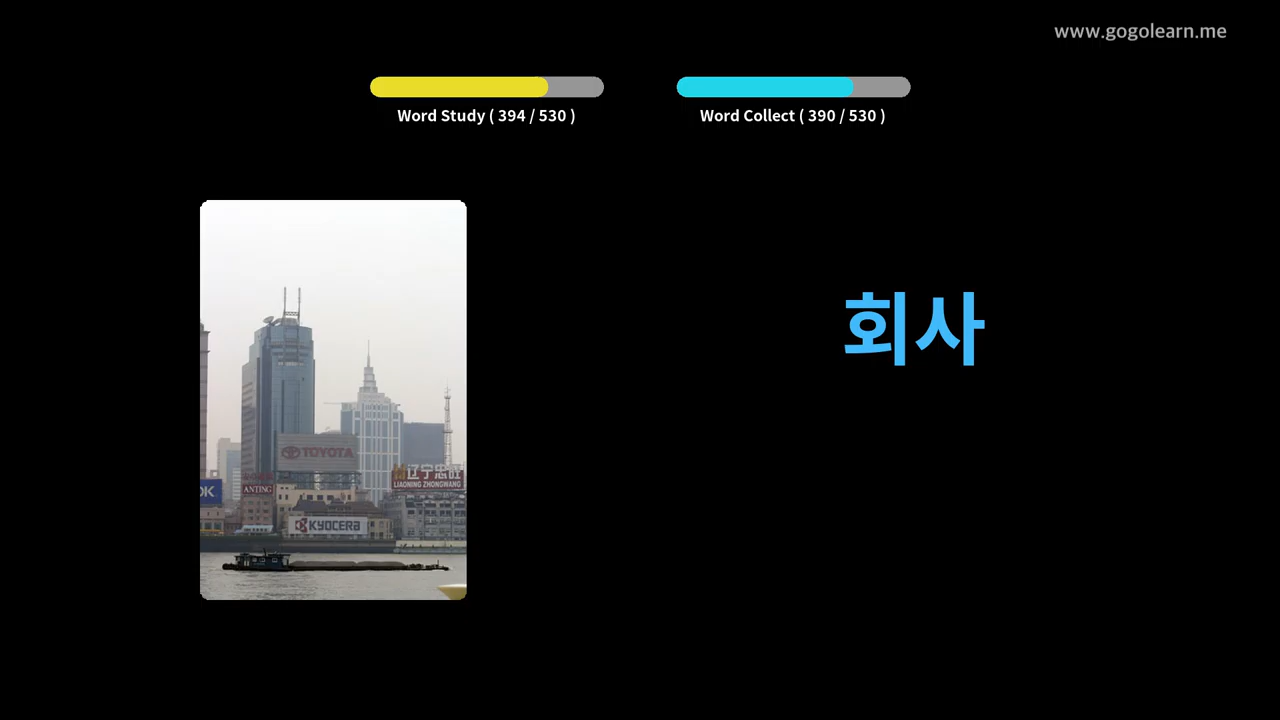 www.gogolearn.me
Word Study ( 394 / 530 )
Word Collect ( 390 / 530 )
회사
TOYOTA
辽宁忠旺
LIAONING ZHONGWANG
OK
ANTING
KYOCERA